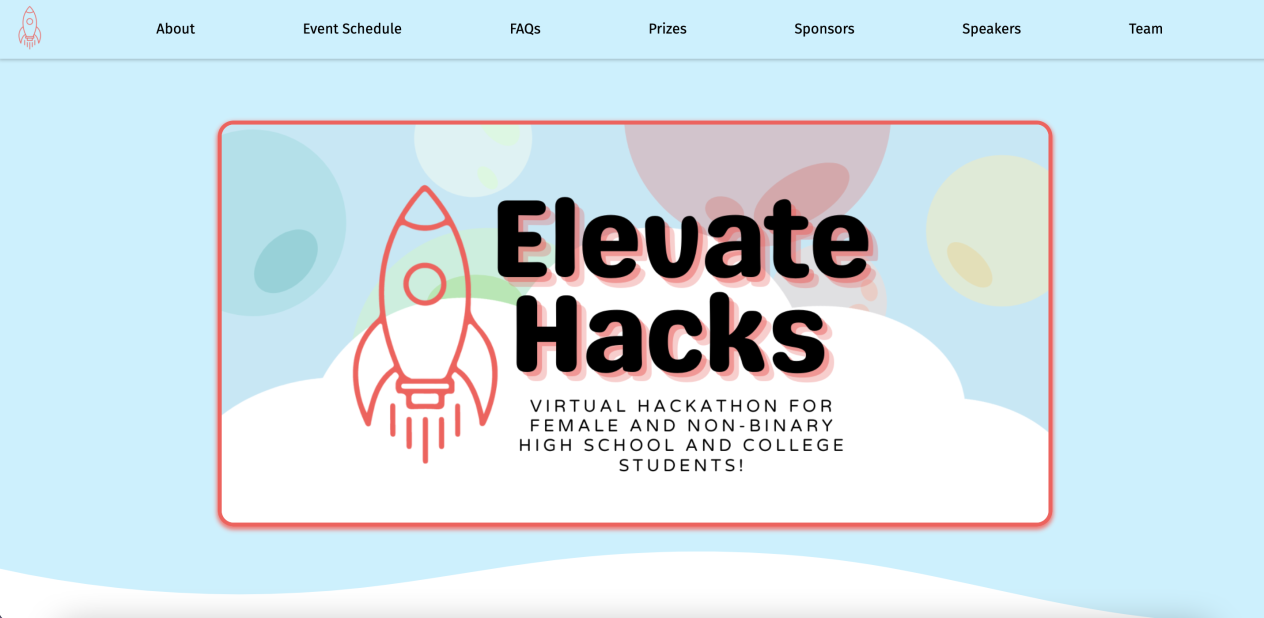 About Event Schedule FAQs Prizes Sponsors Speakers Team
Elevate
Hacks
VIRTUAL HACKATHON FOR
FEMALE AND NON-BINARY
HIGH SCHOOL AND COLLEGE
STUDENTS!